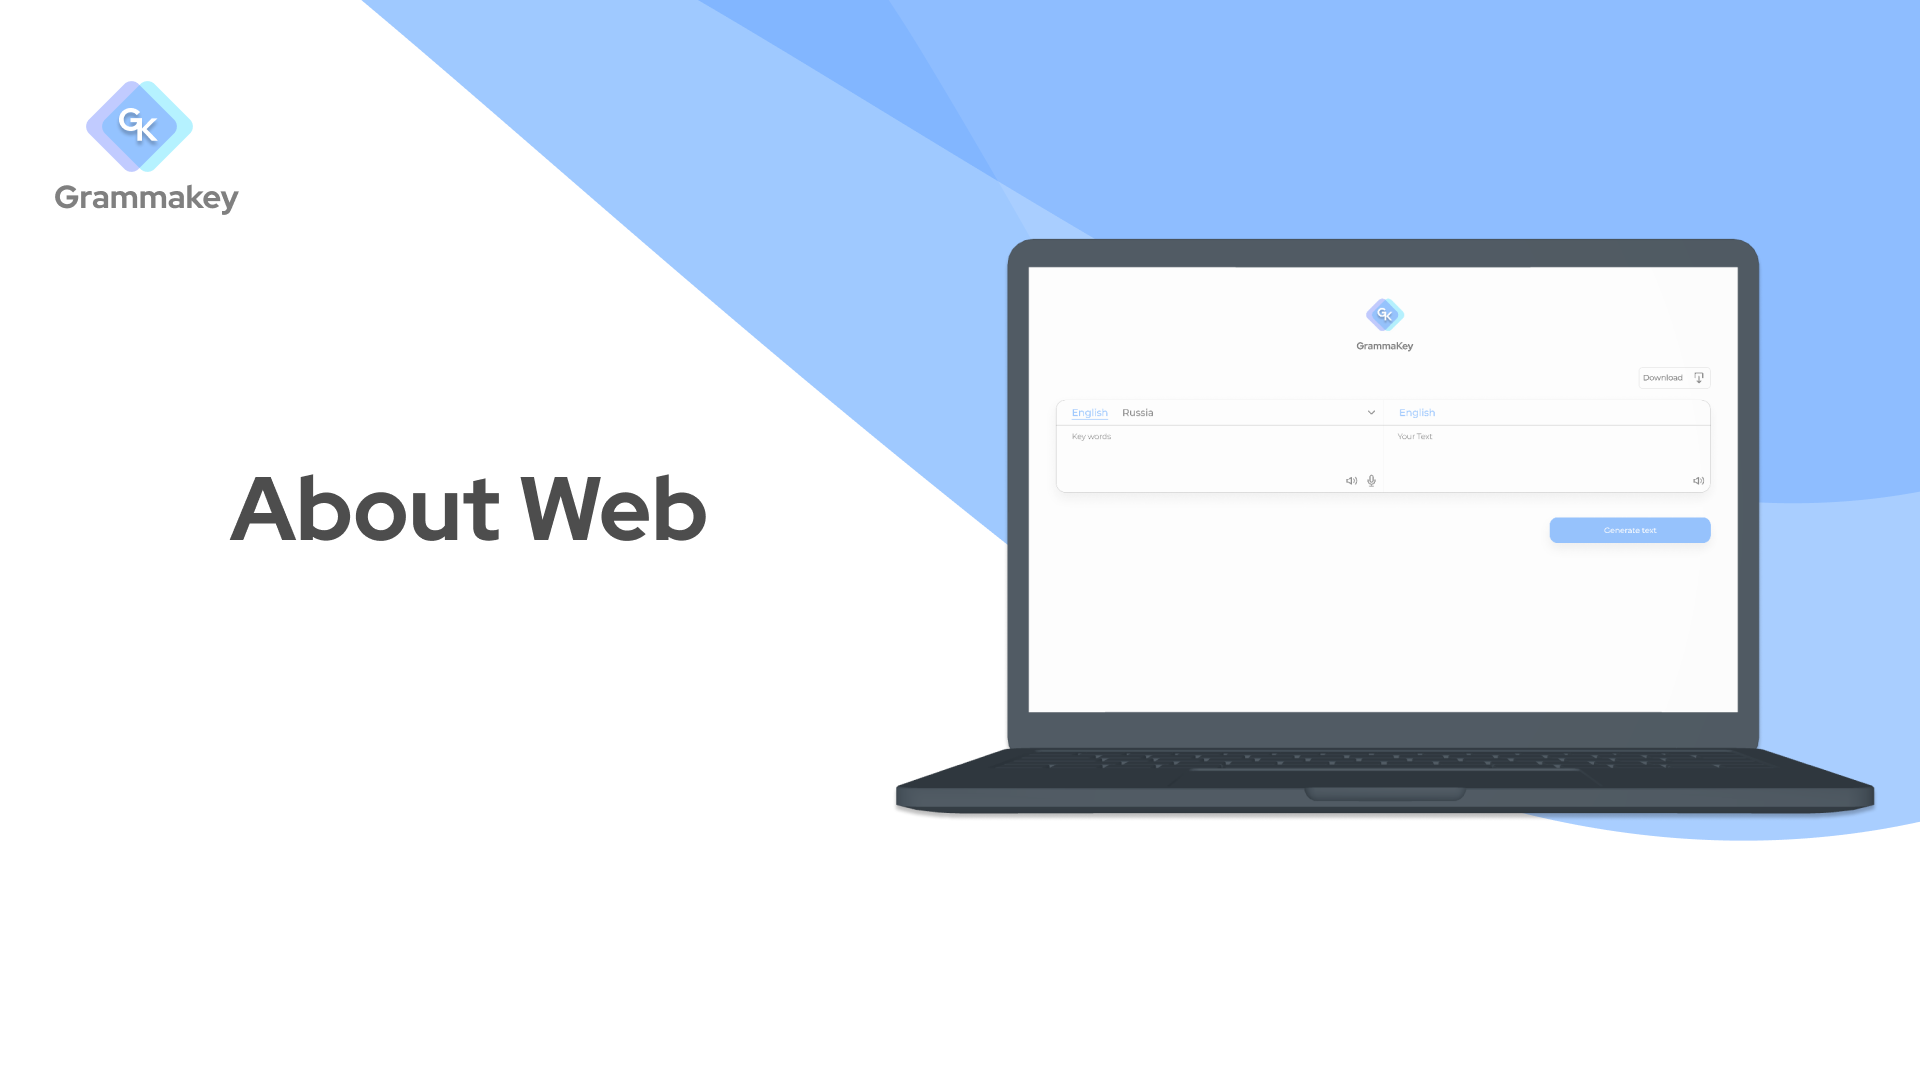 GK
Grammakey
About Web
GK
GrammaKey
Download
English Russia English
Key words Your Text
Generate text